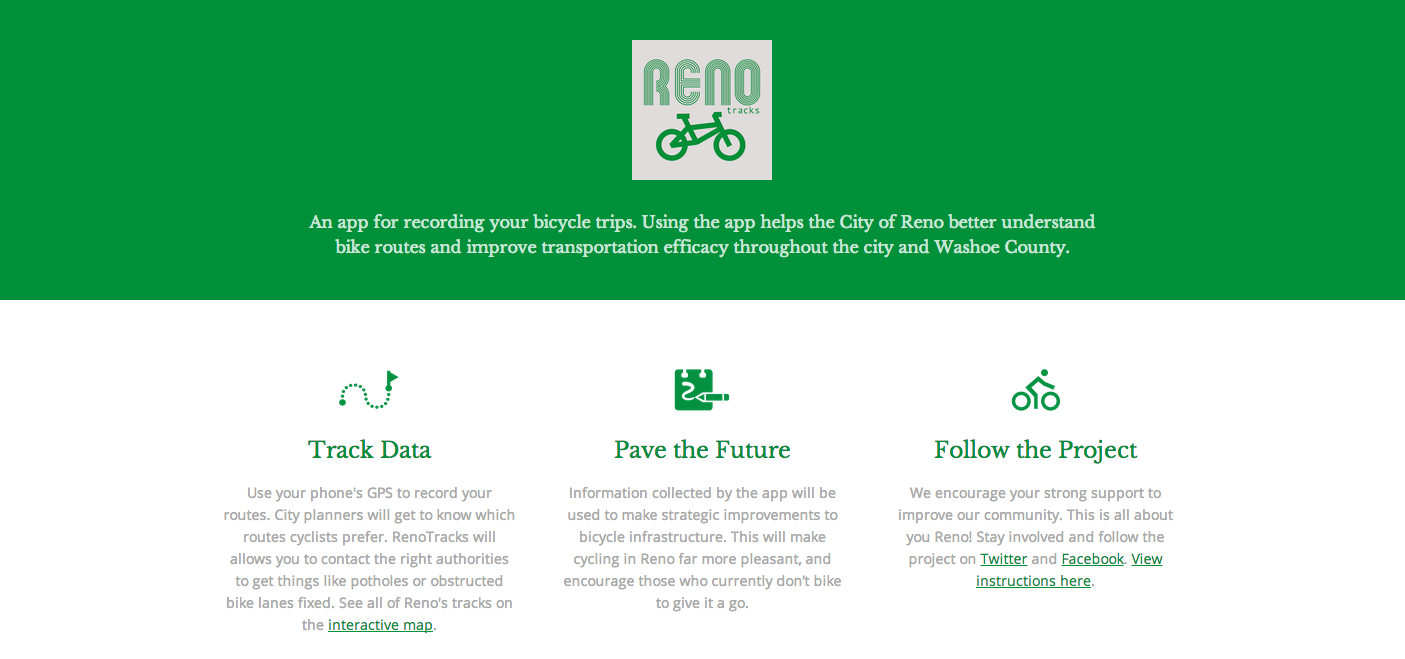 RENO
tracks
An app for recording your bicycle trips. Using the app helps the City of Reno better understand
bike routes and improve transportation efficacy throughout the city and Washoe County.
Track Data
Use your phone's GPS to record your
routes. City planners will get to know which
routes cyclists prefer. RenoTracks will
allows you to contact the right authorities
to get things like potholes or obstructed
bike lanes fixed. See all of Reno's tracks on
the interactive map.
Pave the Future
Information collected by the app will be
used to make strategic improvements to
bicycle infrastructure. This will make
cycling in Reno far more pleasant, and
encourage those who currently don’t bike
to give it a go.
Follow the Project
We encourage your strong support to
improve our community. This is all about
you Reno! Stay involved and follow the
project on Twitter and Facebook. View
instructions here.